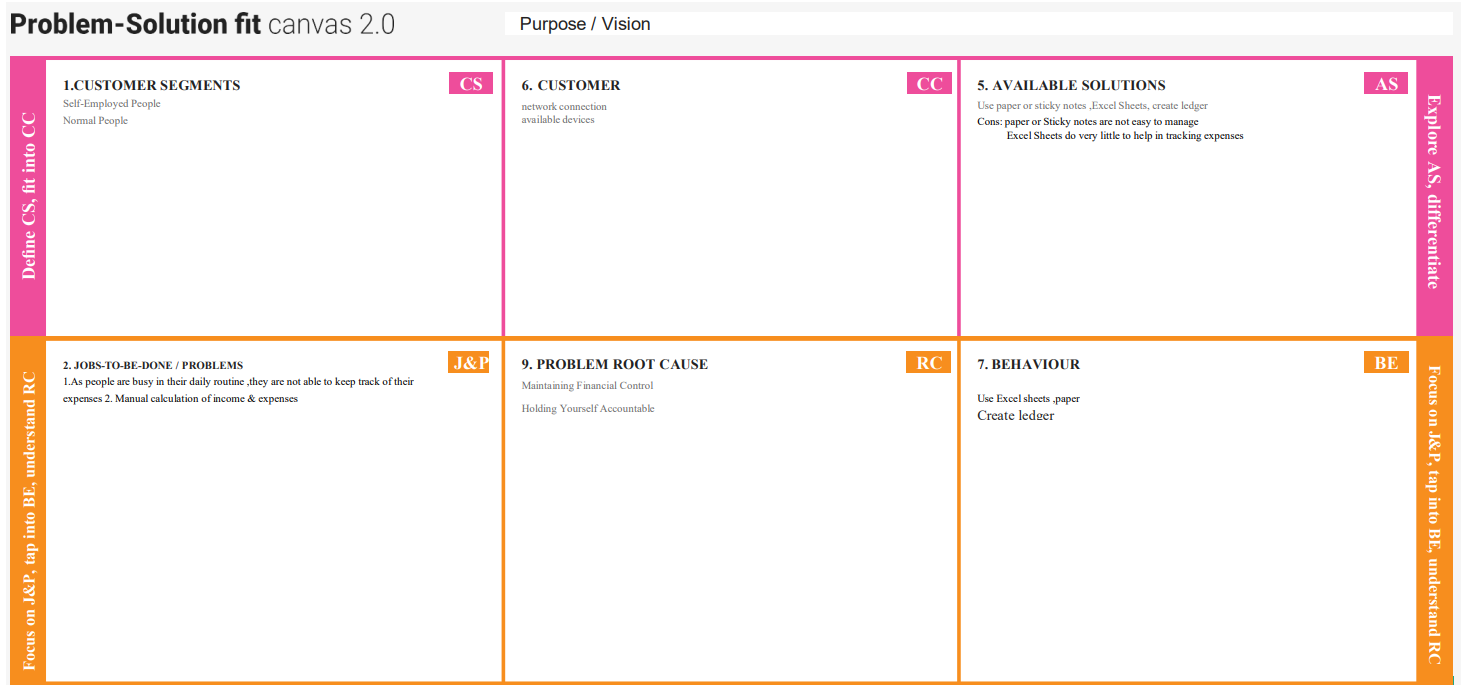 Problem-Solution fit canvas 2.0
Purpose / Vision
Define CS, fit into CC
1.CUSTOMER SEGMENTS
CS
Self-Employed People
Normal People
6. CUSTOMER
CC
network connection
available devices
5. AVAILABLE SOLUTIONS
AS
Use paper or sticky notes ,Excel Sheets, create ledger
Cons: paper or Sticky notes are not easy to manage
Excel Sheets do very little to help in tracking expenses
Explore AS, differentiate
Focus on J&P, tap into BE, understand RC
2. JOBS-TO-BE-DONE / PROBLEMS
J&P
1.As people are busy in their daily routine ,they are not able to keep track of their
expenses 2. Manual calculation of income & expenses
9. PROBLEM ROOT CAUSE
RC
Maintaining Financial Control
Holding Yourself Accountable
7. BEHAVIOUR
BE
Use Excel sheets ,paper
Create ledger
Focus on J&P, tap into BE, understand RC